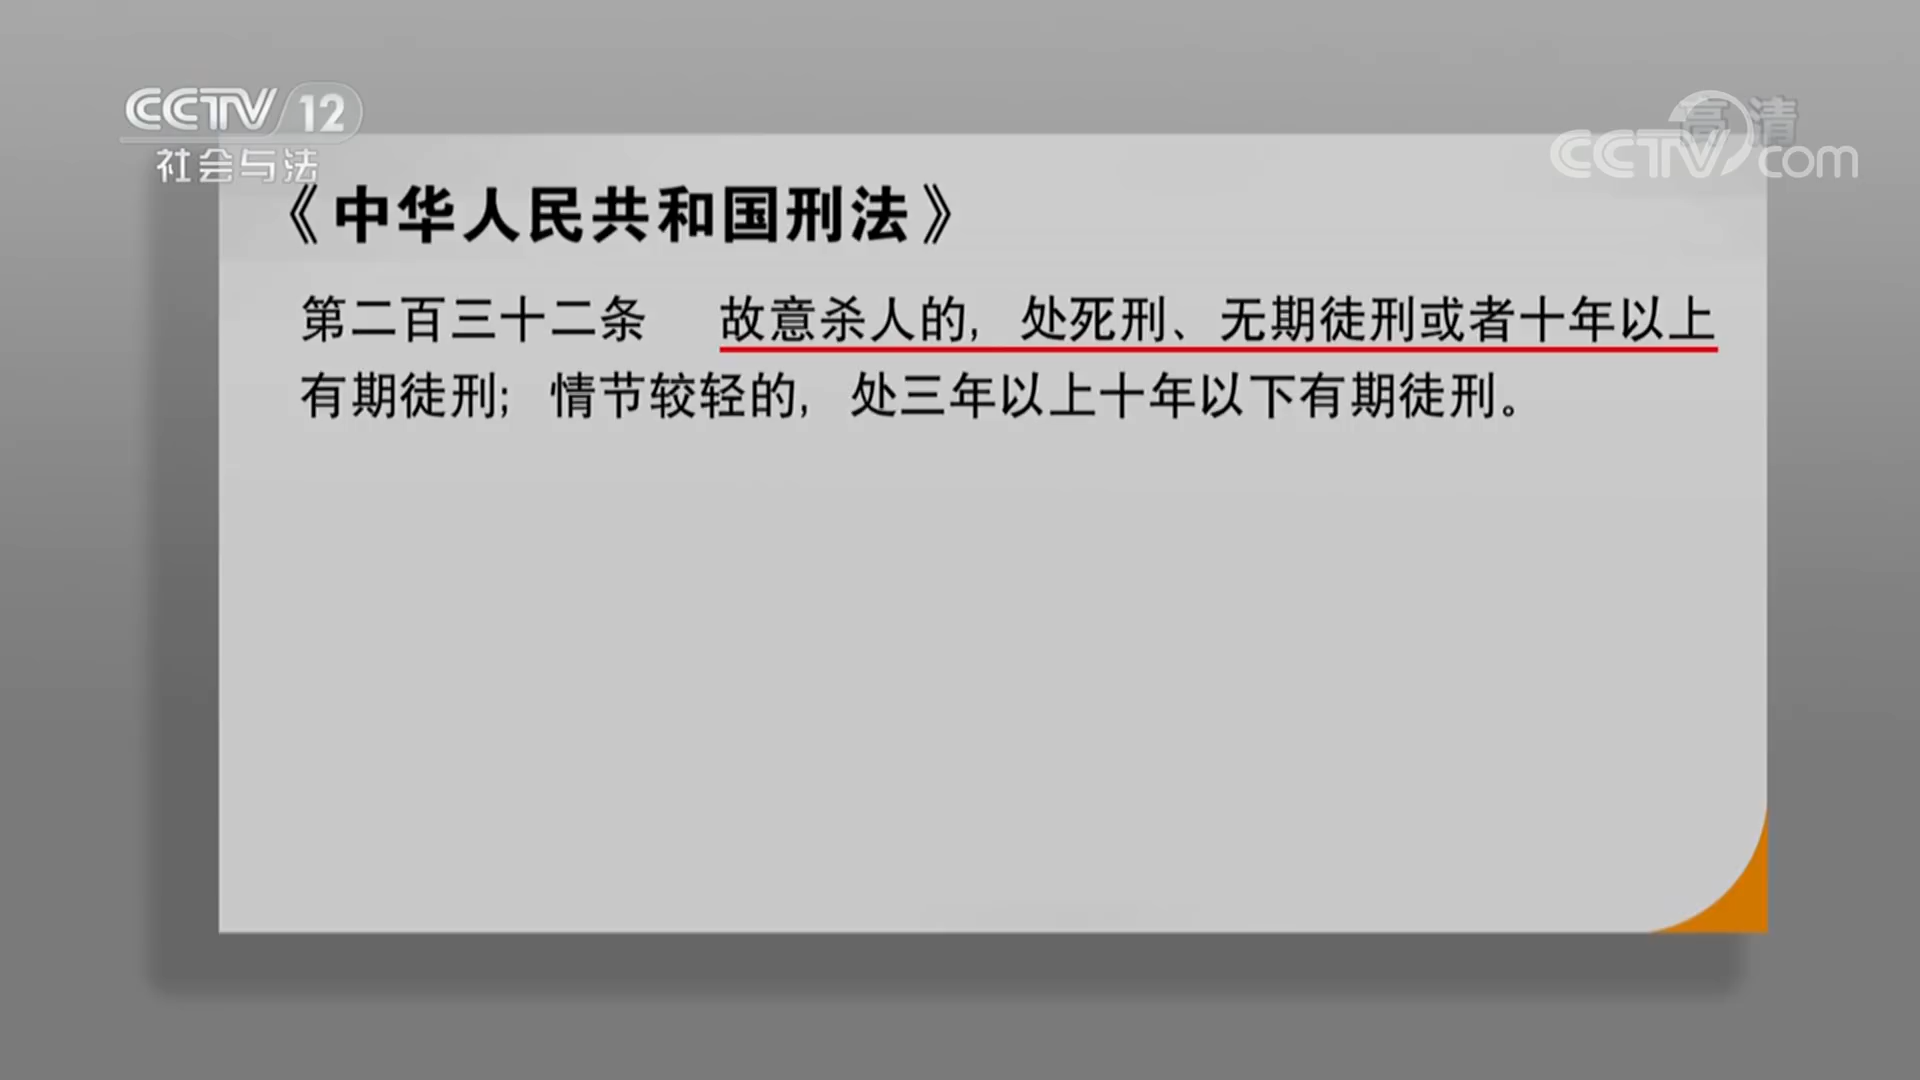 CCTV 12
社会与法
高清
CCTV.com
《中华人民共和国刑法》
第二百三十二条 故意杀人的，处死刑、无期徒刑或者十年以上
有期徒刑；情节较轻的，处三年以上十年以下有期徒刑。